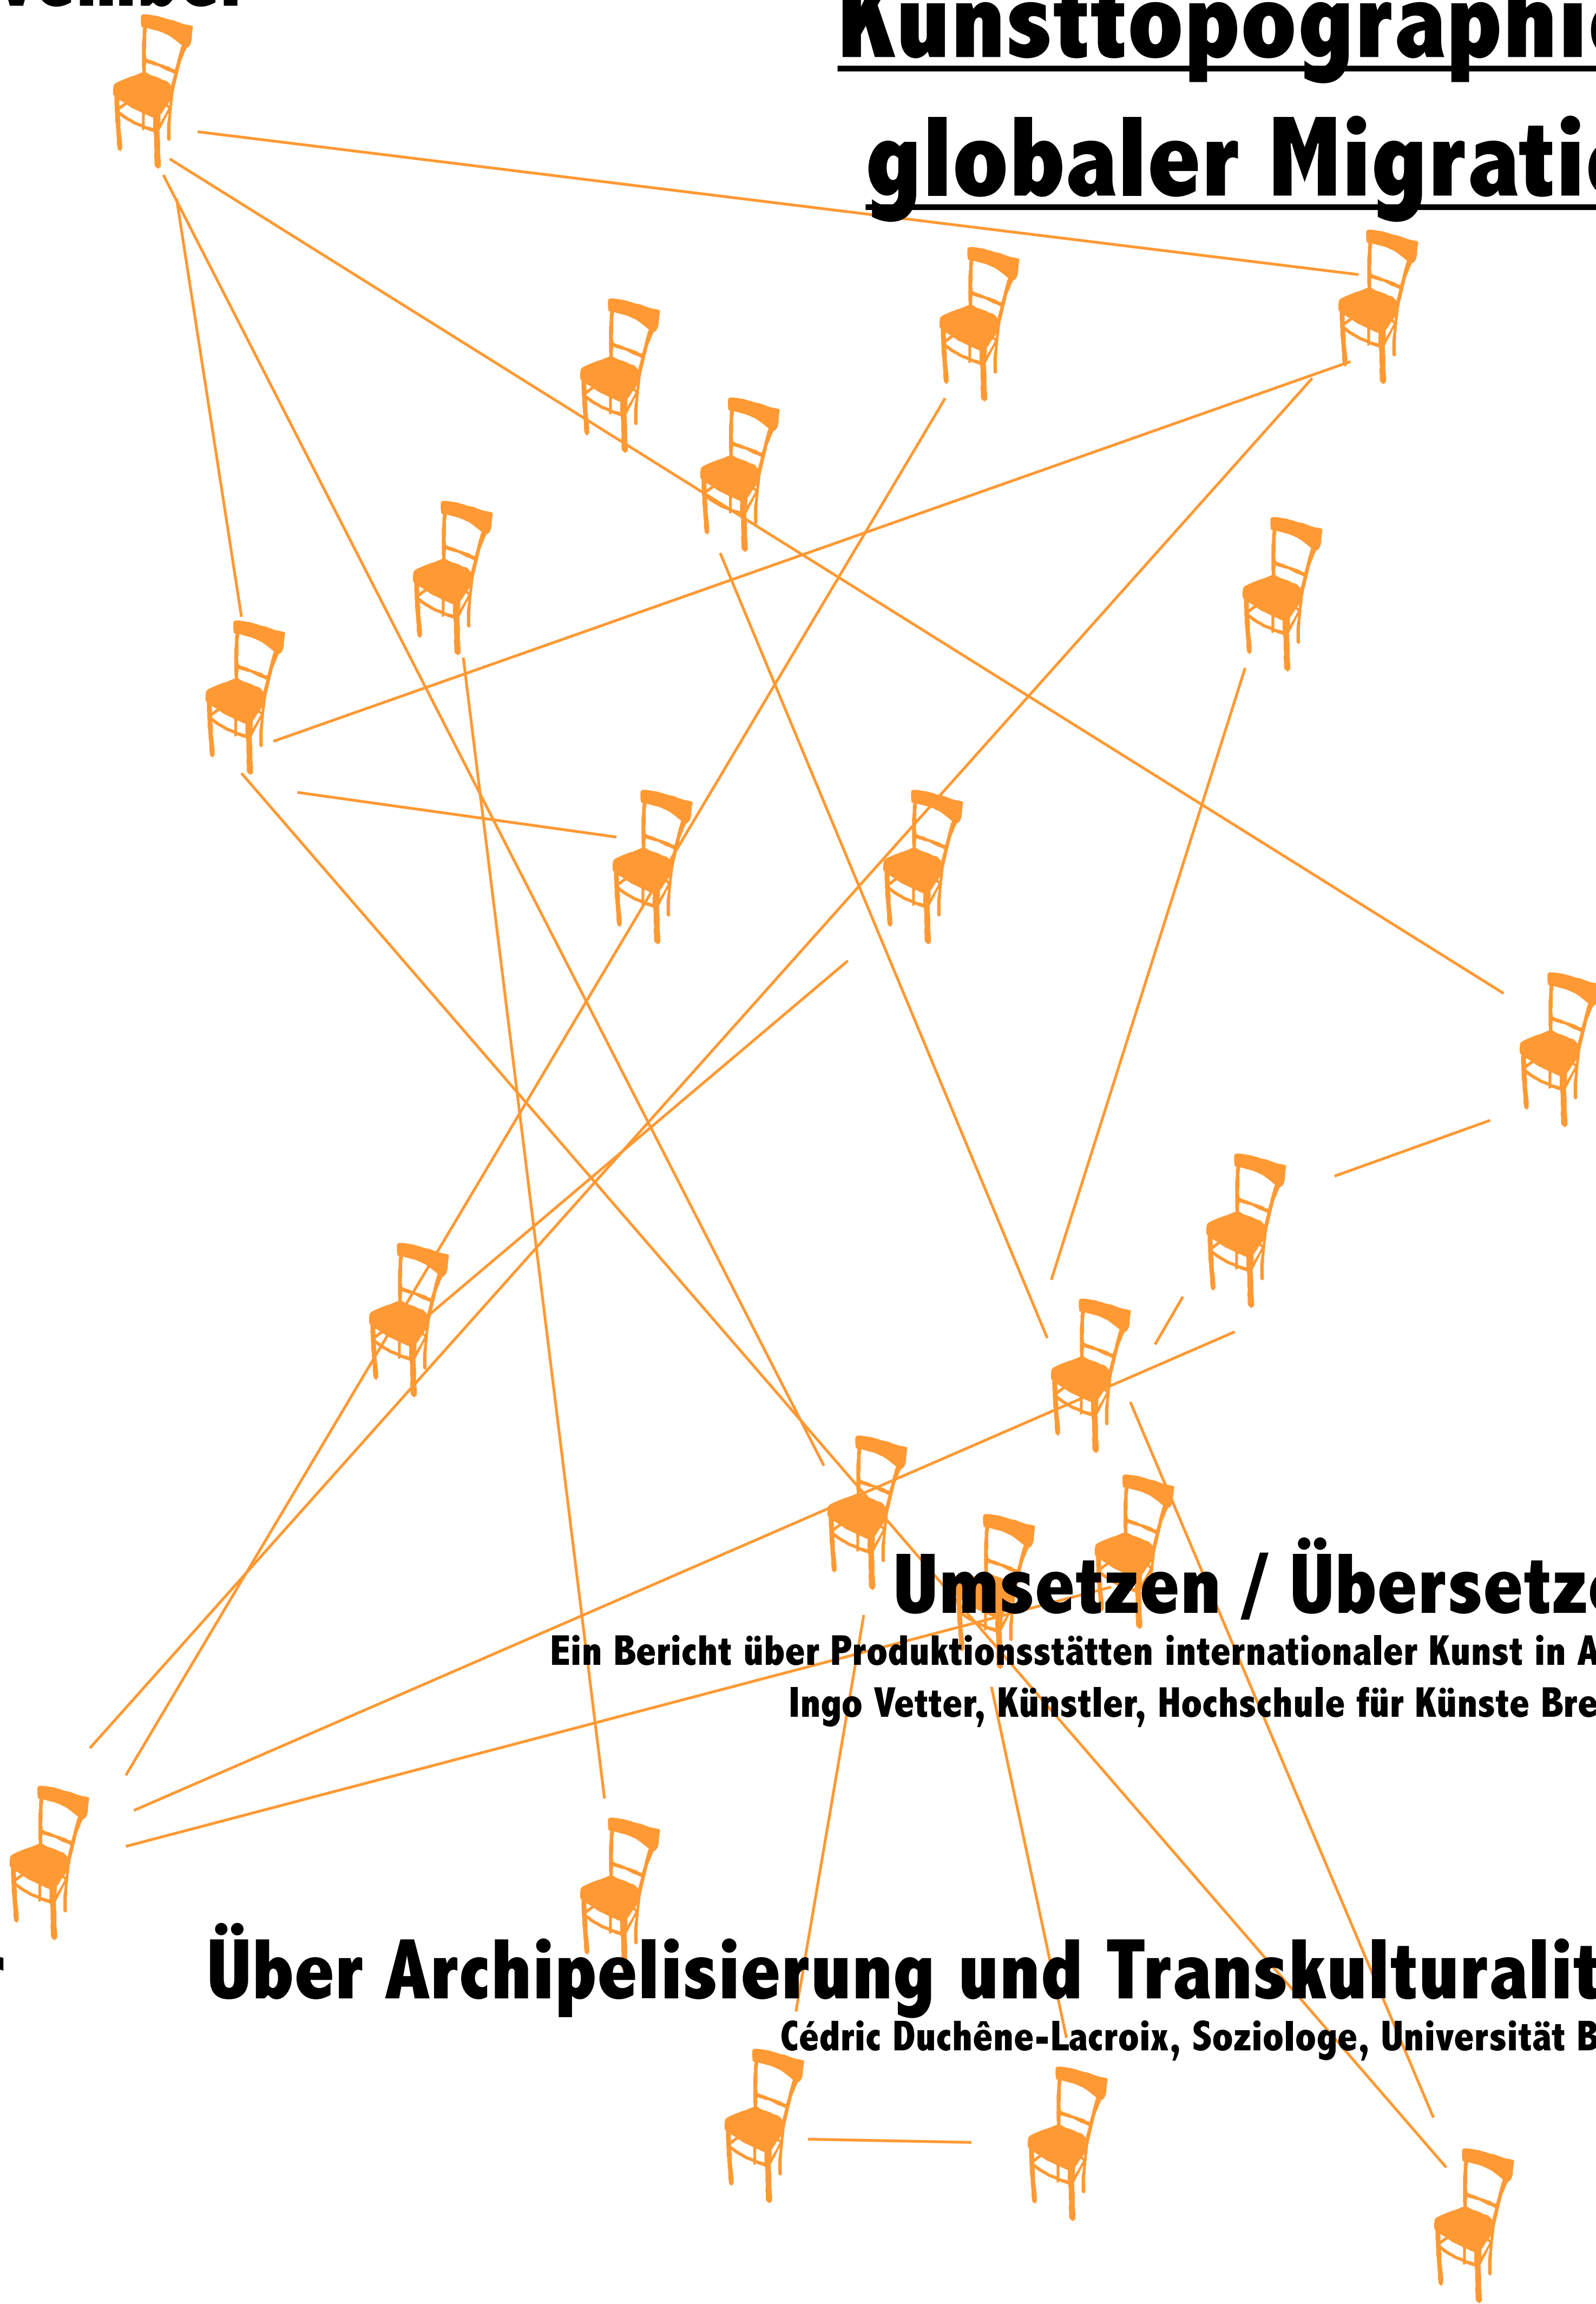 Kunsttopographie
globaler Migratio
Umsetzen / Übersetze
Ein Bericht über Produktionsstätten internationaler Kunst in A
Ingo Vetter, Künstler, Hochschule für Künste Bre
Über Archipelisierung und Transkulturalit
Cédric Duchêne-Lacroix, Soziologe, Universität B